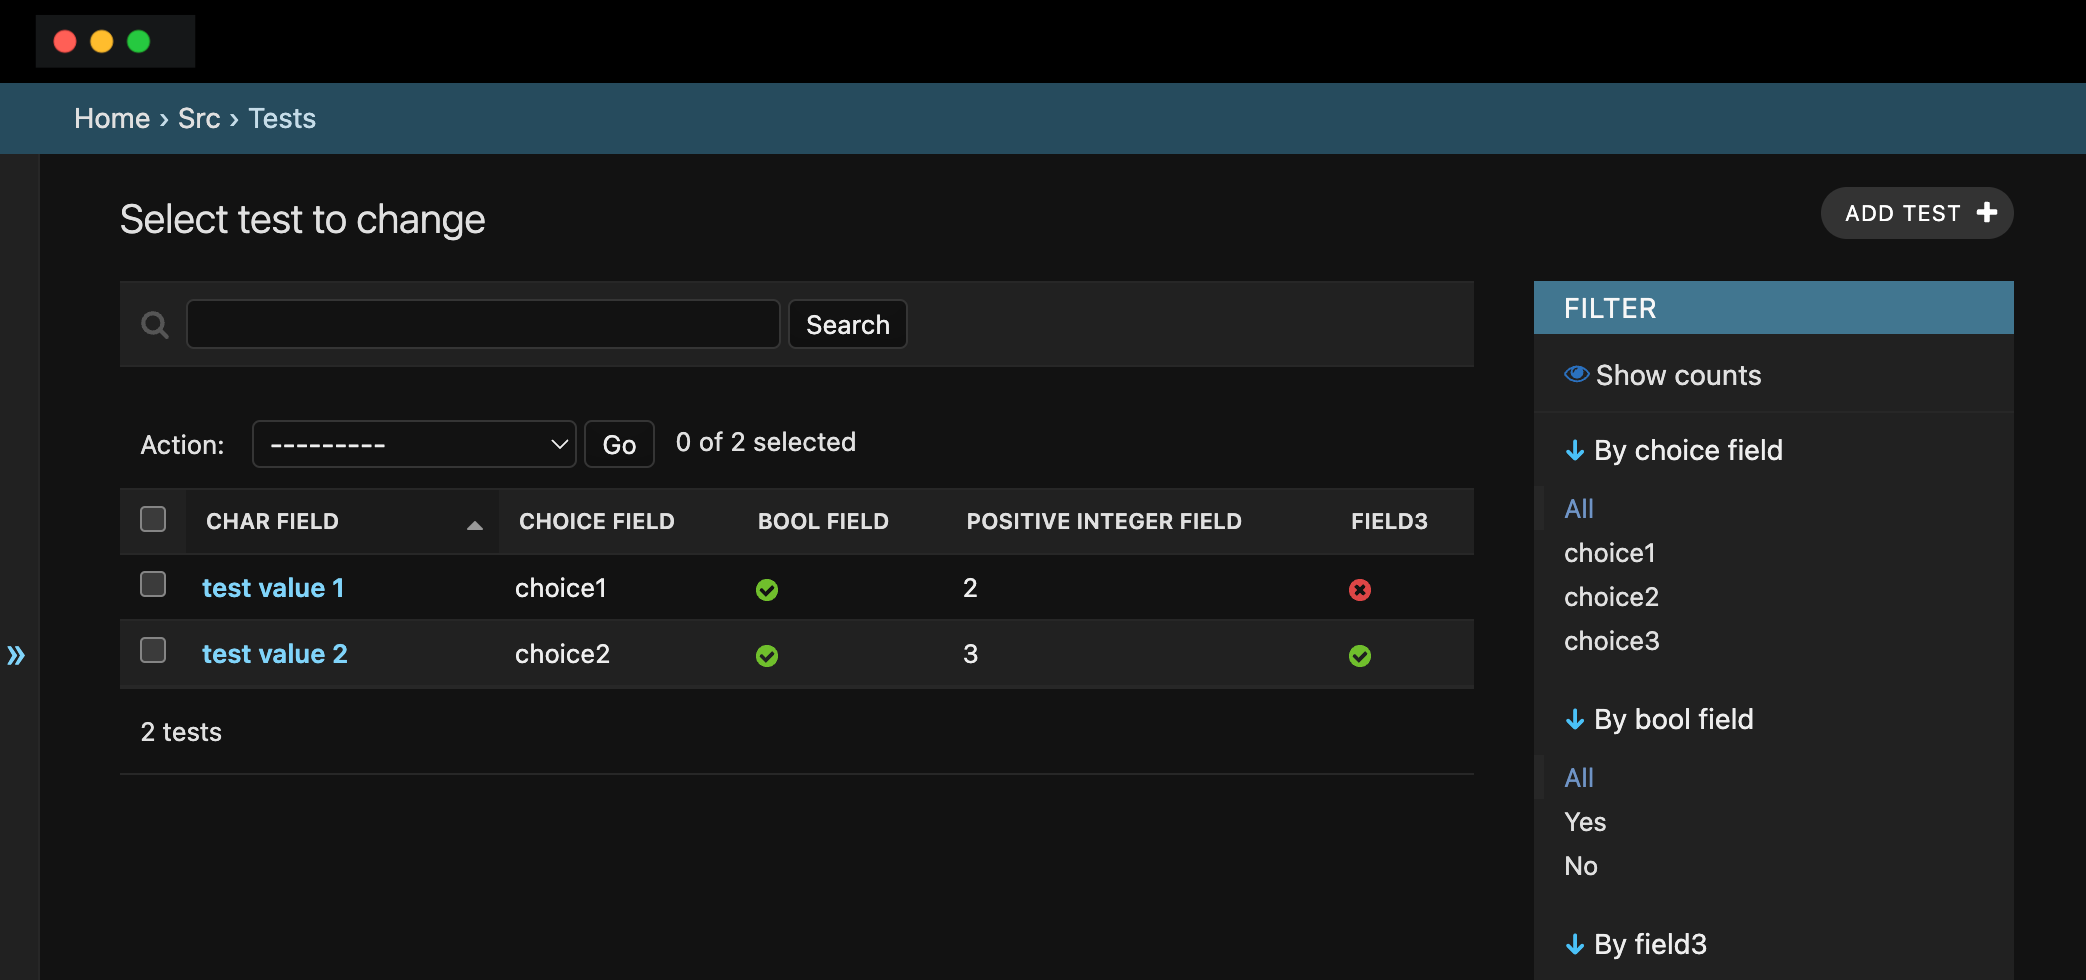 Home › Src › Tests
Select test to change
ADD TEST
Search
Action: --------- Go 0 of 2 selected
CHAR FIELD CHOICE FIELD BOOL FIELD POSITIVE INTEGER FIELD FIELD3
test value 1 choice1 2
test value 2 choice2 3
2 tests
FILTER
Show counts
By choice field
All
choice1
choice2
choice3
By bool field
All
Yes
No
By field3